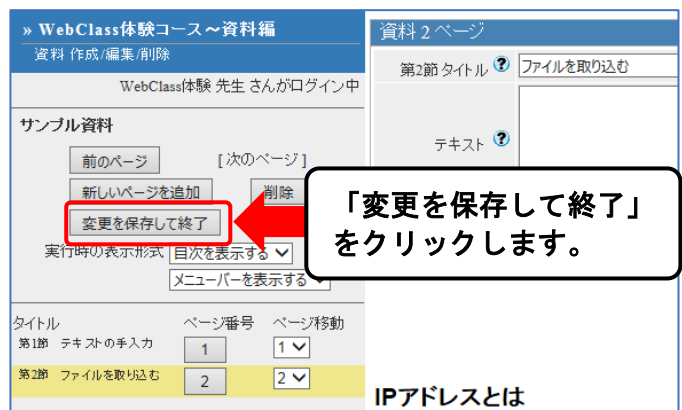 » WebClass体験コース～資料編
資料 作成/編集/削除
WebClass体験 先生 さんがログイン中
サンプル資料
前のページ [次のページ]
新しいページを追加 削除
変更を保存して終了
実行時の表示形式 目次を表示する
メニューバーを表示する
タイトル ページ番号 ページ移動
第1節 テキストの手入力 1 1
第2節 ファイルを取り込む 2 2
資料 2 ページ
第2節 タイトル ? ファイルを取り込む
テキスト ?
「変更を保存して終了」
をクリックします。
IPアドレスとは